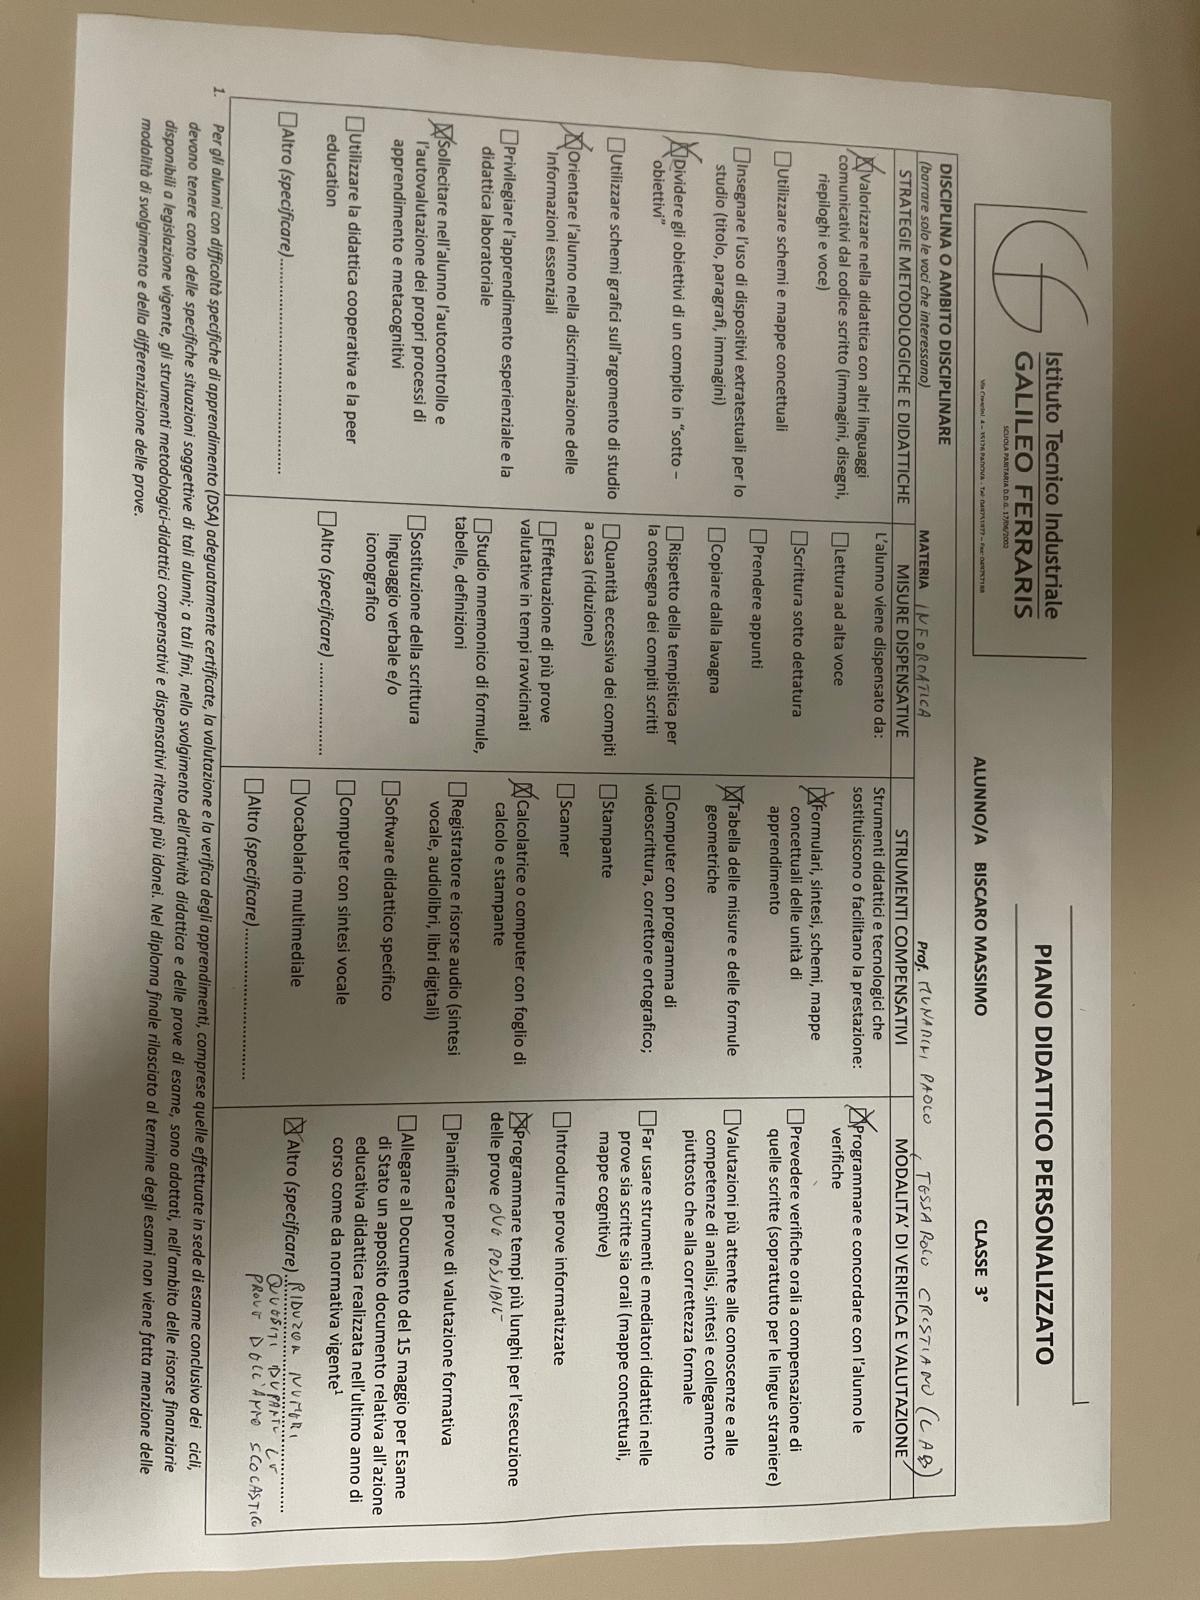 Istituto Tecnico Industriale
GALILEO FERRARIS
SCUOLA PARITARIA D.D.G. 17/06/2002
Via Crescini, 4 – 35126 PADOVA - Tel: 049751877 – Fax: 049757188
PIANO DIDATTICO PERSONALIZZATO
ALUNNO/A BISCARO MASSIMO CLASSE 3°
DISCIPLINA O AMBITO DISCIPLINARE
(barrare solo le voci che interessano) MATERIA INFORMATICA Prof. MUNARINI PAOLO, TESSAROLO CRISTIANO (LAB)
STRATEGIE METODOLOGICHE E DIDATTICHE
Valorizzare nella didattica con altri linguaggi
comunicativi dal codice scritto (immagini, disegni,
riepiloghi e voce)
Utilizzare schemi e mappe concettuali
Insegnare l'uso di dispositivi extratestuali per lo
studio (titolo, paragrafi, immagini)
Dividere gli obiettivi di un compito in "sotto –
obiettivi"
Utilizzare schemi grafici sull'argomento di studio
Orientare l'alunno nella discriminazione delle
Informazioni essenziali
Privilegiare l'apprendimento esperienziale e la
didattica laboratoriale
Sollecitare nell'alunno l'autocontrollo e
l'autovalutazione dei propri processi di
apprendimento e metacognitivi
Utilizzare la didattica cooperativa e la peer
education
Altro (specificare)..........................................
MISURE DISPENSATIVE
L'alunno viene dispensato da:
Lettura ad alta voce
Scrittura sotto dettatura
Prendere appunti
Copiare dalla lavagna
Rispetto della tempistica per
la consegna dei compiti scritti
Quantità eccessiva dei compiti
a casa (riduzione)
Effettuazione di più prove
valutative in tempi ravvicinati
Studio mnemonico di formule,
tabelle, definizioni
Sostituzione della scrittura
linguaggio verbale e/o
iconografico
Altro (specificare) ..................
STRUMENTI COMPENSATIVI
Strumenti didattici e tecnologici che
sostituiscono o facilitano la prestazione:
Formulari, sintesi, schemi, mappe
concettuali delle unità di
apprendimento
Tabella delle misure e delle formule
geometriche
Computer con programma di
videoscrittura, correttore ortografico;
Stampante
Scanner
Calcolatrice o computer con foglio di
calcolo e stampante
Registratore e risorse audio (sintesi
vocale, audiolibri, libri digitali)
Software didattico specifico
Computer con sintesi vocale
Vocabolario multimediale
Altro (specificare).............................
MODALITA' DI VERIFICA E VALUTAZIONE
Programmare e concordare con l'alunno le
verifiche
Prevedere verifiche orali a compensazione di
quelle scritte (soprattutto per le lingue straniere)
Valutazioni più attente alle conoscenze e alle
competenze di analisi, sintesi e collegamento
piuttosto che alla correttezza formale
Far usare strumenti e mediatori didattici nelle
prove sia scritte sia orali (mappe concettuali,
mappe cognitive)
Introdurre prove informatizzate
Programmare tempi più lunghi per l'esecuzione
delle prove OVE POSSIBILE
Pianificare prove di valutazione formativa
Allegare al Documento del 15 maggio per Esame
di Stato un apposito documento relativa all'azione
educativa didattica realizzata nell'ultimo anno di
corso come da normativa vigente¹
Altro (specificare) RIDUZION NUMERI
QUESITI DURANTE LE
PROVE DELL'ANNO SCOLASTICO
1. Per gli alunni con difficoltà specifiche di apprendimento (DSA) adeguatamente certificate, la valutazione e la verifica degli apprendimenti, comprese quelle effettuate in sede di esame conclusivo dei cicli,
devono tenere conto delle specifiche situazioni soggettive di tali alunni; a tali fini, nello svolgimento dell'attività didattica e delle prove di esame, sono adottati, nell'ambito delle risorse finanziarie
disponibili a legislazione vigente, gli strumenti metodologici-didattici compensativi e dispensativi ritenuti più idonei. Nel diploma finale rilasciato al termine degli esami non viene fatta menzione delle
modalità di svolgimento e della differenziazione delle prove.